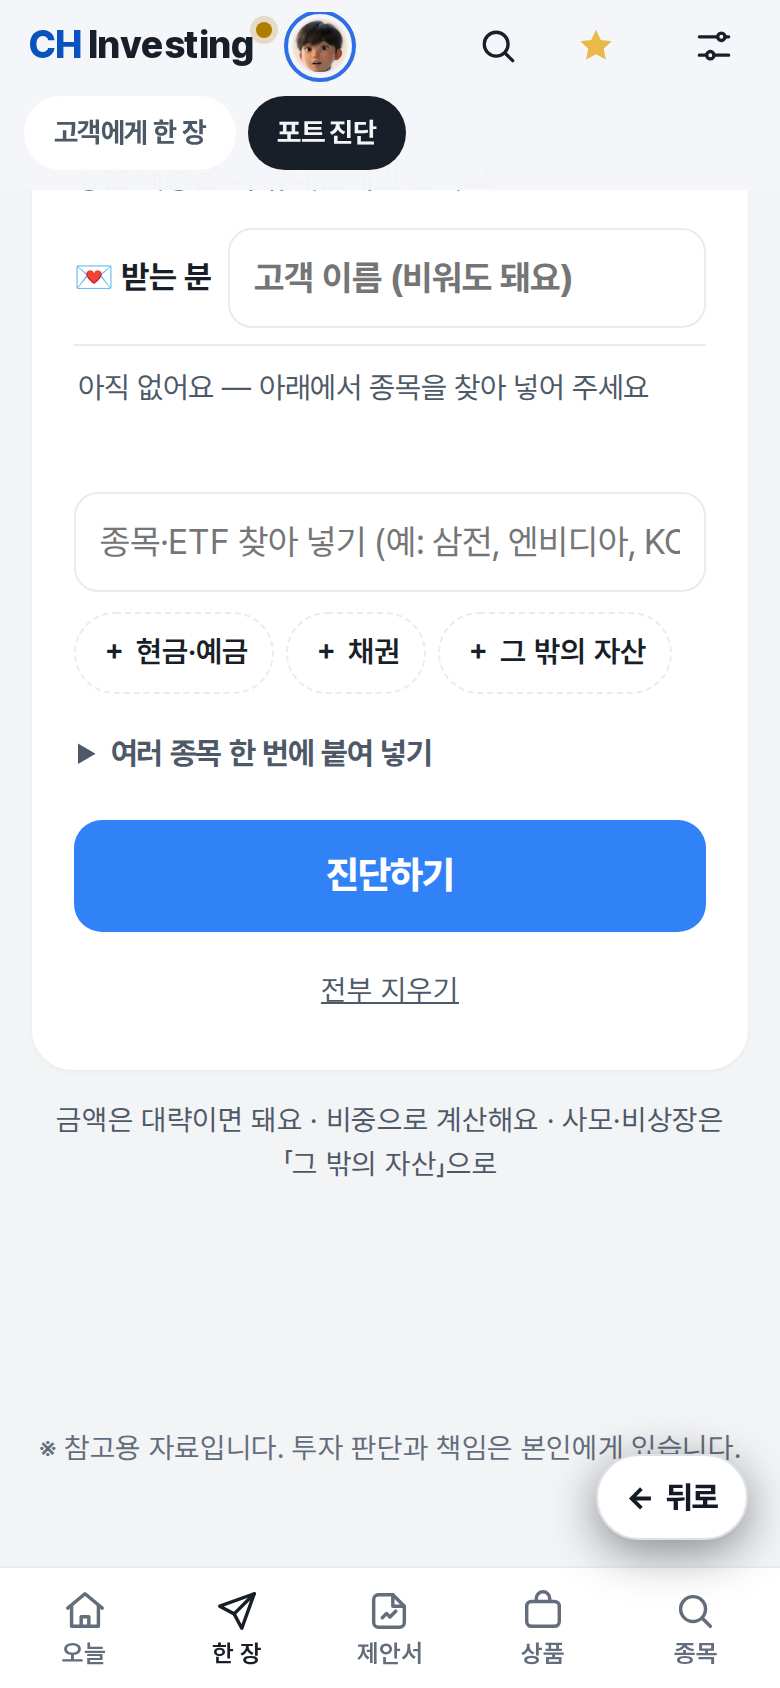 CH Investing
고객에게 한 장
포트 진단
💌 받는 분
고객 이름 (비워도 돼요)
아직 없어요 — 아래에서 종목을 찾아 넣어 주세요
종목·ETF 찾아 넣기 (예: 삼전, 엔비디아, KO
+ 현금·예금
+ 채권
+ 그 밖의 자산
▶ 여러 종목 한 번에 붙여 넣기
진단하기
전부 지우기
금액은 대략이면 돼요 · 비중으로 계산해요 · 사모·비상장은
「그 밖의 자산」으로
※ 참고용 자료입니다. 투자 판단과 책임은 본인에게 있습니다.
← 뒤로
오늘
한 장
제안서
상품
종목